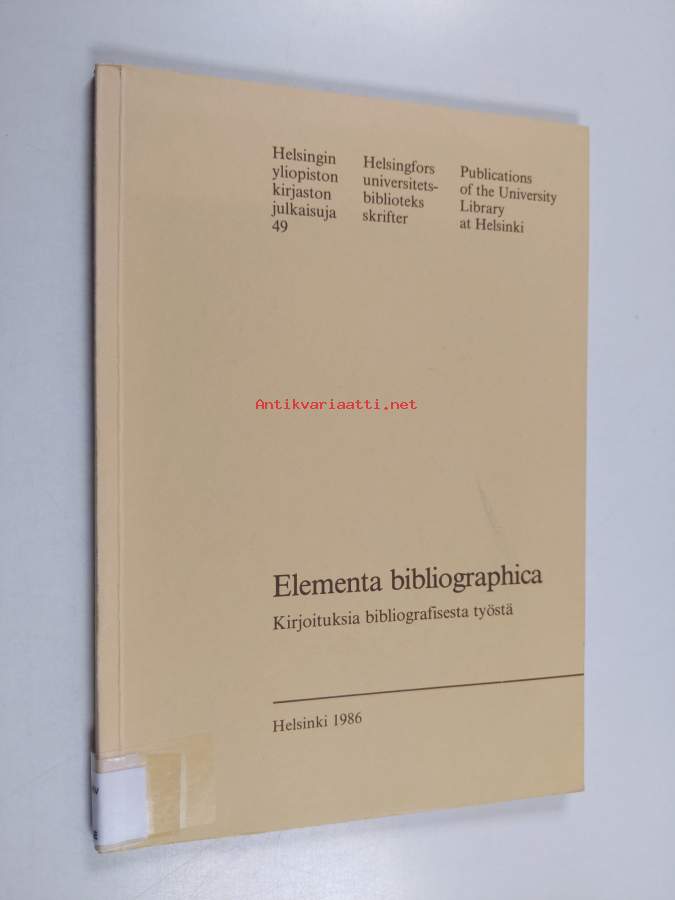 Helsingin
yliopiston
kirjaston
julkaisuja
49
Helsingfors
universitets-
biblioteks
skrifter
Publications
of the University
Library
at Helsinki
Antikvariaatti.net
Elementa bibliographica
Kirjoituksia bibliografisesta työstä
Helsinki 1986